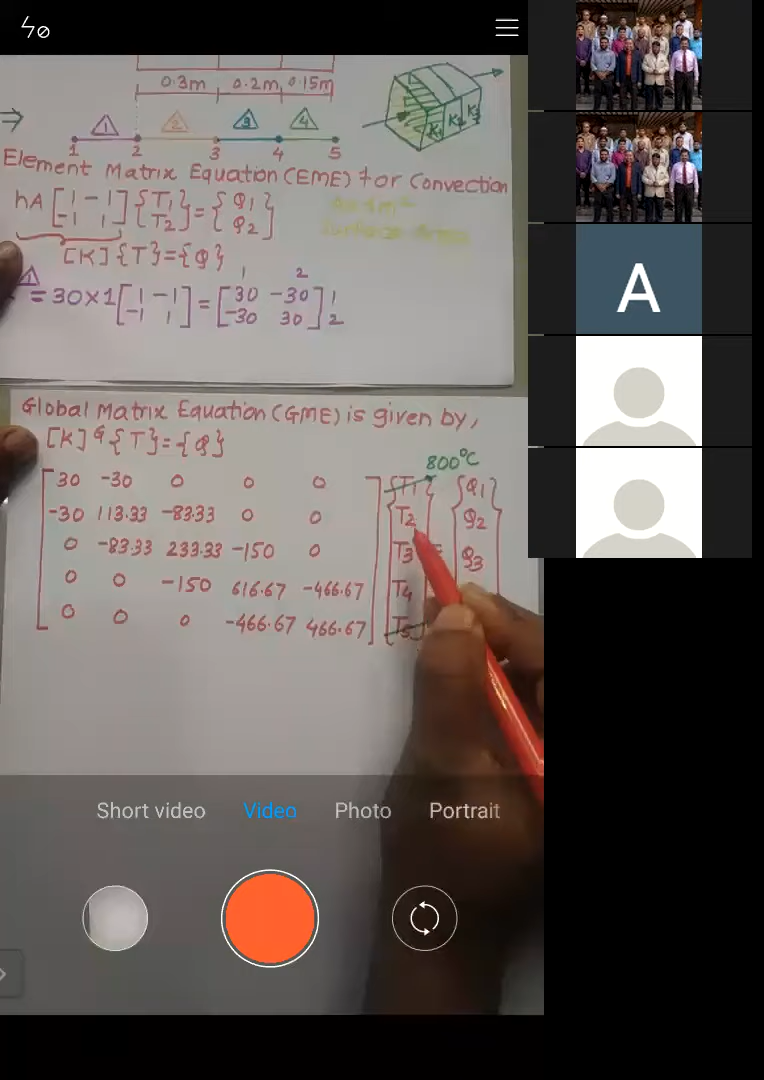 0.3m 0.2m 0.15m
⇒
1 2 3 4
1 2 3 4 5
K1 K2 K3
Element Matrix Equation (EME) for Convection
hA [1 -1 -1 1] {T1 T2} = {Q1 Q2}
[K] {T} = {Q}
1 2
1 = 30×1 [1 -1 -1 1] = [30 -30 -30 30] 1 2
Global Matrix Equation (GME) is given by,
[K]G {T} = {Q}
800°C
30 -30 0 0 0 T1 Q1
-30 113.33 -83.33 0 0 T2 Q2
0 -83.33 233.33 -150 0 T3 = Q3
0 0 -150 616.67 -466.67 T4
0 0 0 -466.67 466.67 T5
A
Short video Video Photo Portrait